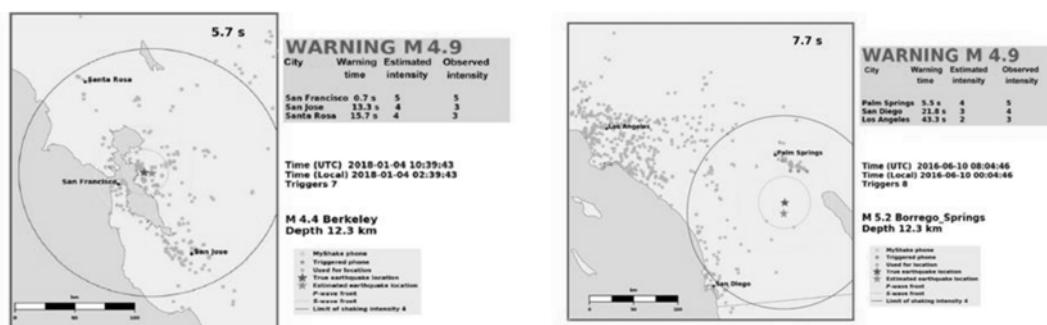 5.7 s
Santa Rosa
San Francisco
San Jose
km
0 50 100
WARNING M 4.9
City Warning time Estimated intensity Observed intensity
San Francisco 0.7 s 5 5
San Jose 13.3 s 4 3
Santa Rosa 15.7 s 4 3
Time (UTC) 2018-01-04 10:39:43
Time (Local) 2018-01-04 02:39:43
Triggers 7
M 4.4 Berkeley
Depth 12.3 km
MyShake phone
Triggered phone
Used for location
True earthquake location
Estimated earthquake location
P-wave front
S-wave front
Limit of shaking intensity 4
7.7 s
Los Angeles
Palm Springs
San Diego
km
0 50 100
WARNING M 4.9
City Warning time Estimated intensity Observed intensity
Palm Springs 5.5 s 4 5
San Diego 21.8 s 3 4
Los Angeles 43.3 s 2 3
Time (UTC) 2016-06-10 08:04:46
Time (Local) 2016-06-10 00:04:46
Triggers 8
M 5.2 Borrego_Springs
Depth 12.3 km
MyShake phone
Triggered phone
Used for location
True earthquake location
Estimated earthquake location
P-wave front
S-wave front
Limit of shaking intensity 4